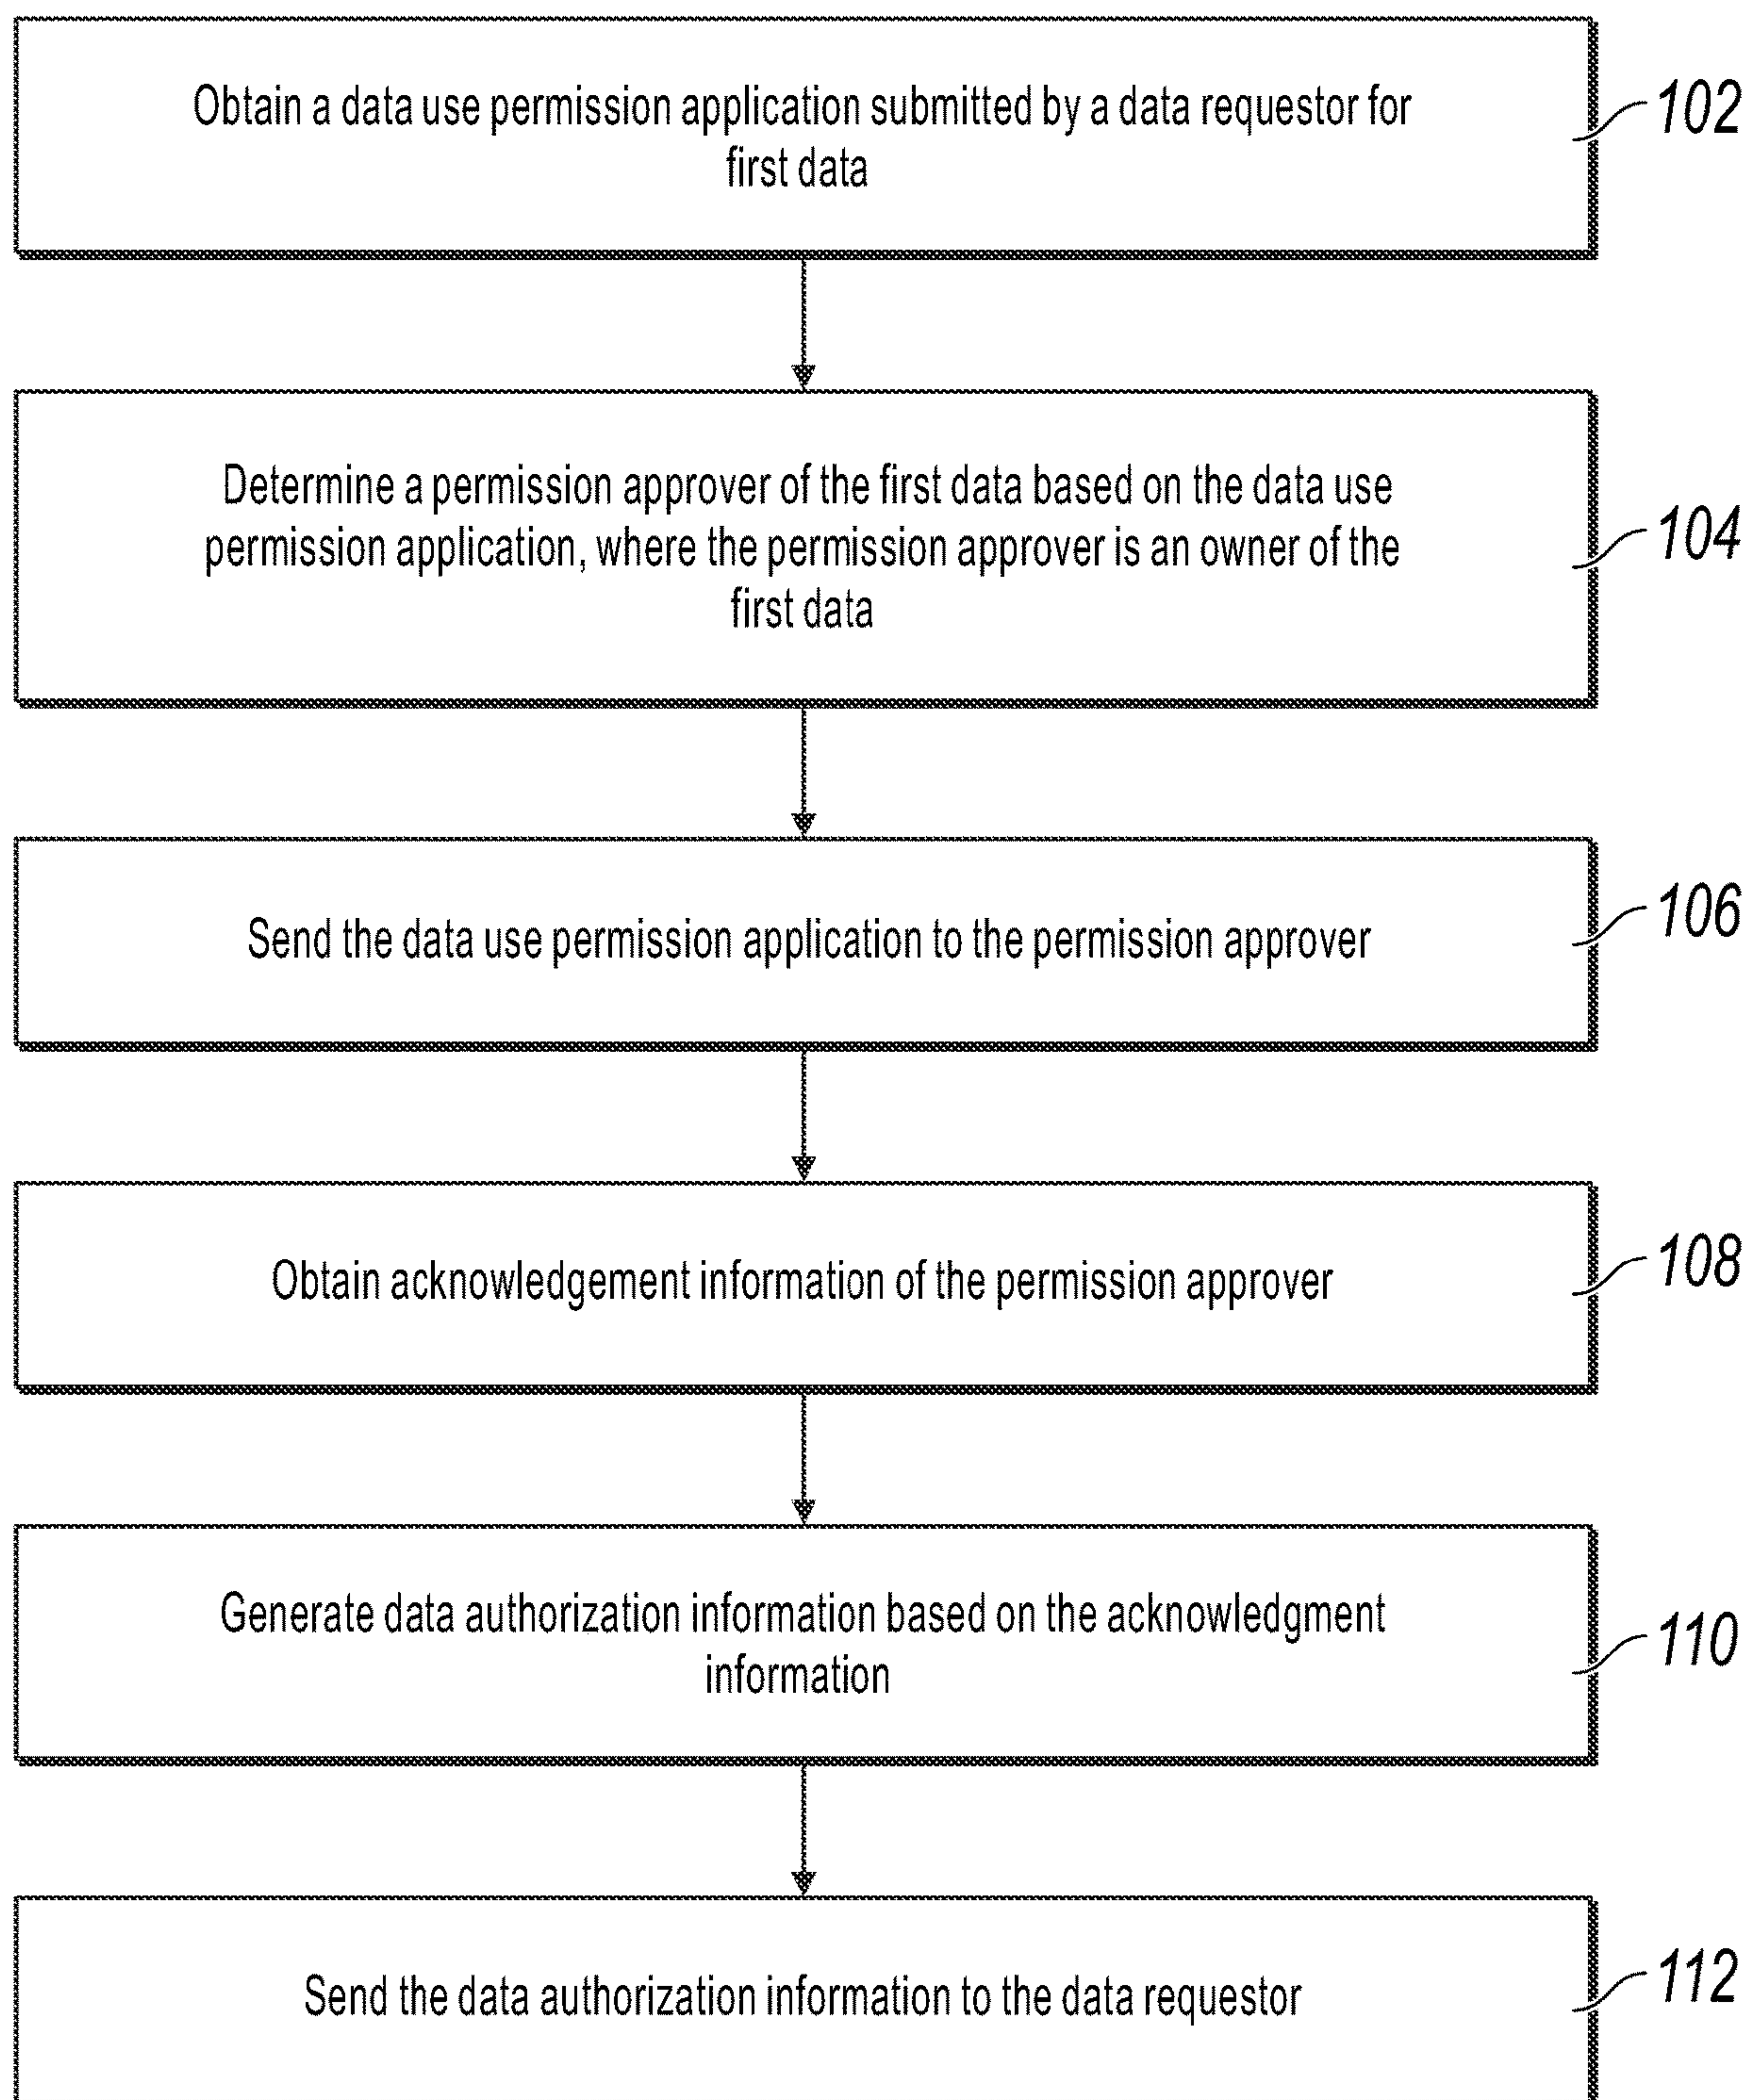 Obtain a data use permission application submitted by a data requestor for
first data
102
Determine a permission approver of the first data based on the data use
permission application, where the permission approver is an owner of the
first data
104
Send the data use permission application to the permission approver
106
Obtain acknowledgement information of the permission approver
108
Generate data authorization information based on the acknowledgment
information
110
Send the data authorization information to the data requestor
112